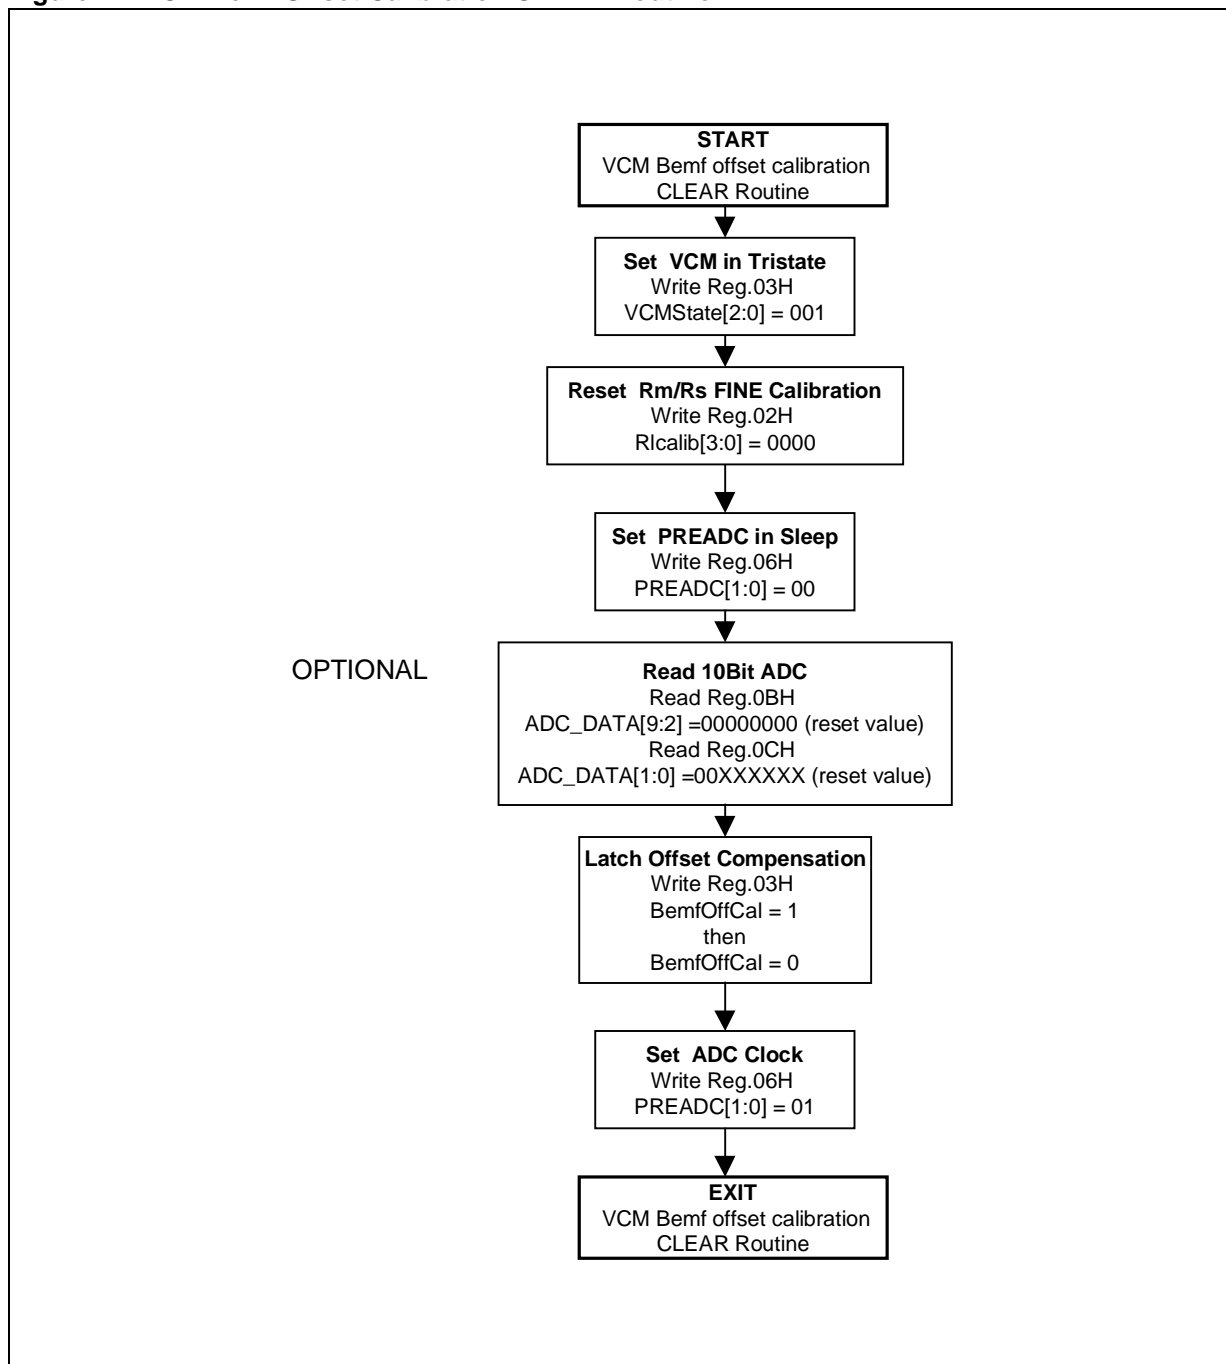 START
VCM Bemf offset calibration
CLEAR Routine
Set VCM in Tristate
Write Reg.03H
VCMState[2:0] = 001
Reset Rm/Rs FINE Calibration
Write Reg.02H
RIcalib[3:0] = 0000
Set PREADC in Sleep
Write Reg.06H
PREADC[1:0] = 00
OPTIONAL
Read 10Bit ADC
Read Reg.0BH
ADC_DATA[9:2] =00000000 (reset value)
Read Reg.0CH
ADC_DATA[1:0] =00XXXXXX (reset value)
Latch Offset Compensation
Write Reg.03H
BemfOffCal = 1
then
BemfOffCal = 0
Set ADC Clock
Write Reg.06H
PREADC[1:0] = 01
EXIT
VCM Bemf offset calibration
CLEAR Routine